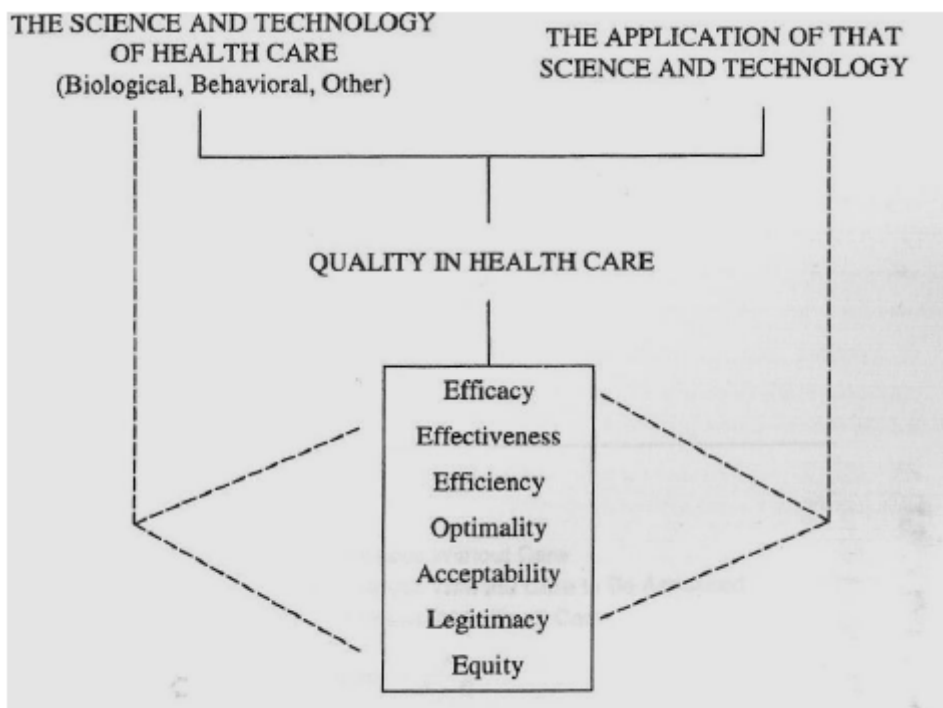 THE SCIENCE AND TECHNOLOGY
OF HEALTH CARE
(Biological, Behavioral, Other)
THE APPLICATION OF THAT
SCIENCE AND TECHNOLOGY
QUALITY IN HEALTH CARE
Efficacy
Effectiveness
Efficiency
Optimality
Acceptability
Legitimacy
Equity